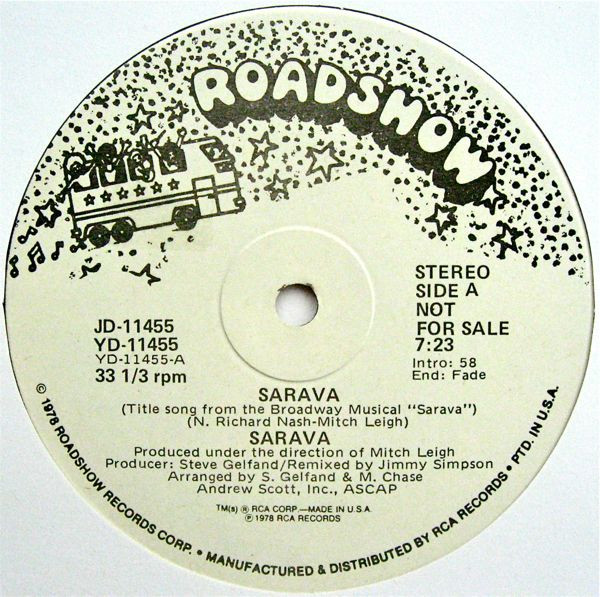 ROADSHOW
STEREO
SIDE A
NOT
FOR SALE
7:23
Intro: 58
End: Fade
JD-11455
YD-11455
YD-11455-A
33 1/3 rpm
SARAVA
(Title song from the Broadway Musical "Sarava")
(N. Richard Nash-Mitch Leigh)
SARAVA
Produced under the direction of Mitch Leigh
Producer: Steve Gelfand/Remixed by Jimmy Simpson
Arranged by S. Gelfand & M. Chase
Andrew Scott, Inc., ASCAP
TM(s) ® RCA CORP.—MADE IN U.S.A.
℗ 1978 RCA RECORDS
© 1978 ROADSHOW RECORDS CORP. • MANUFACTURED & DISTRIBUTED BY RCA RECORDS • PTD. IN U.S.A.